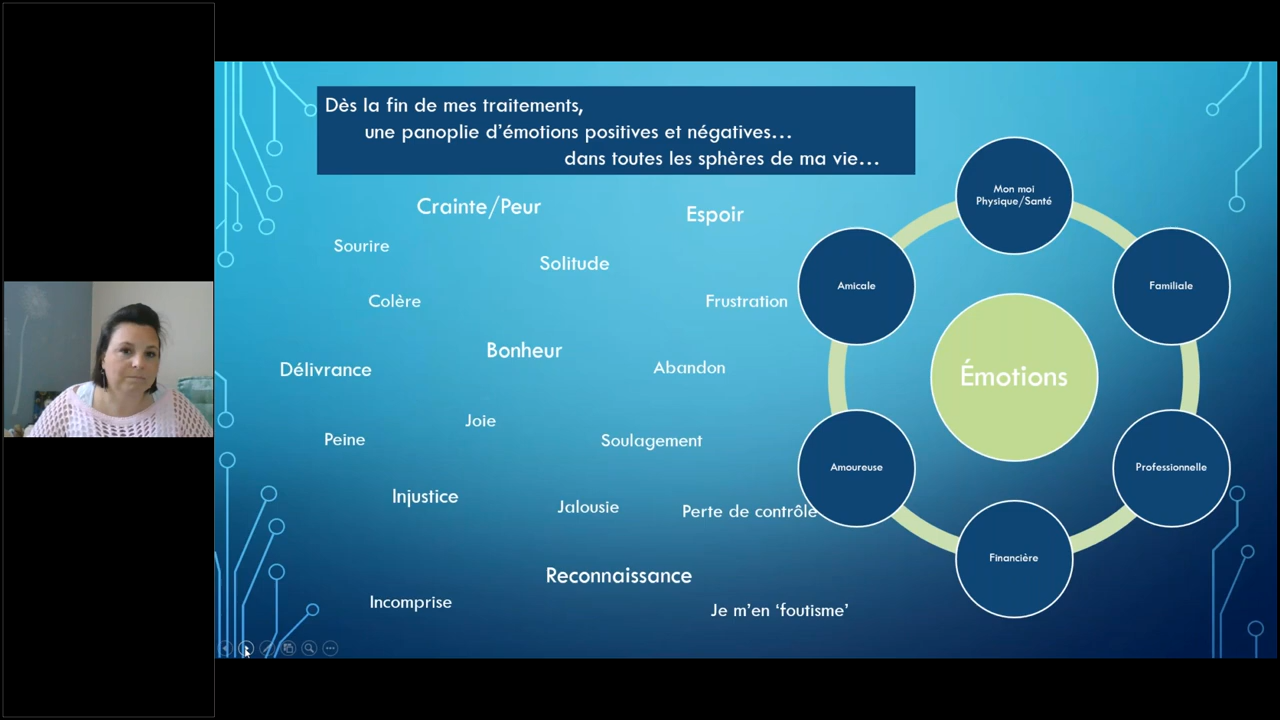 Dès la fin de mes traitements,
une panoplie d’émotions positives et négatives...
dans toutes les sphères de ma vie...
Crainte/Peur
Espoir
Sourire
Solitude
Colère
Frustration
Bonheur
Délivrance
Abandon
Joie
Peine
Soulagement
Injustice
Jalousie
Perte de contrôle
Reconnaissance
Incomprise
Je m’en ‘foutisme’
Mon moi
Physique/Santé
Amicale
Familiale
Émotions
Amoureuse
Professionnelle
Financière